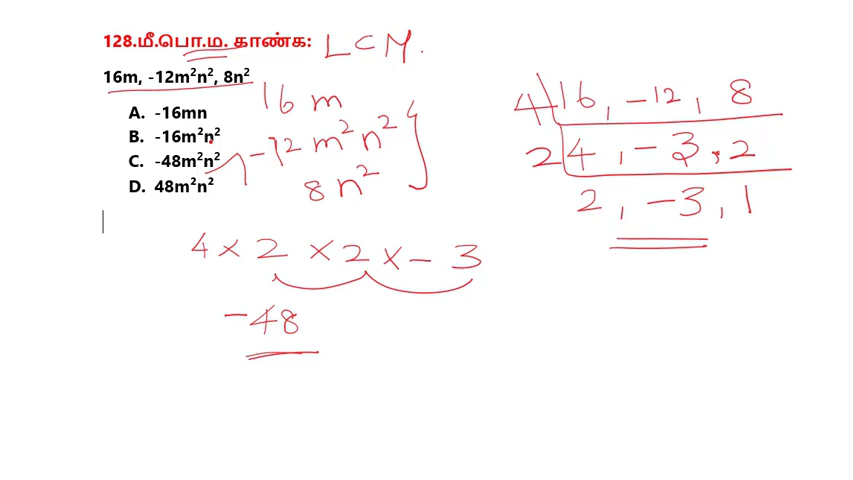 128.மீ.பொ.ம. காண்க: LCM.
16m, -12m²n², 8n²
A. -16mn
B. -16m²n²
C. -48m²n²
D. 48m²n²
16 m
-12 m² n²
8 n²
4 × 2 × 2 × - 3
-48
4 16, -12, 8
2 4, -3, 2
2, -3, 1